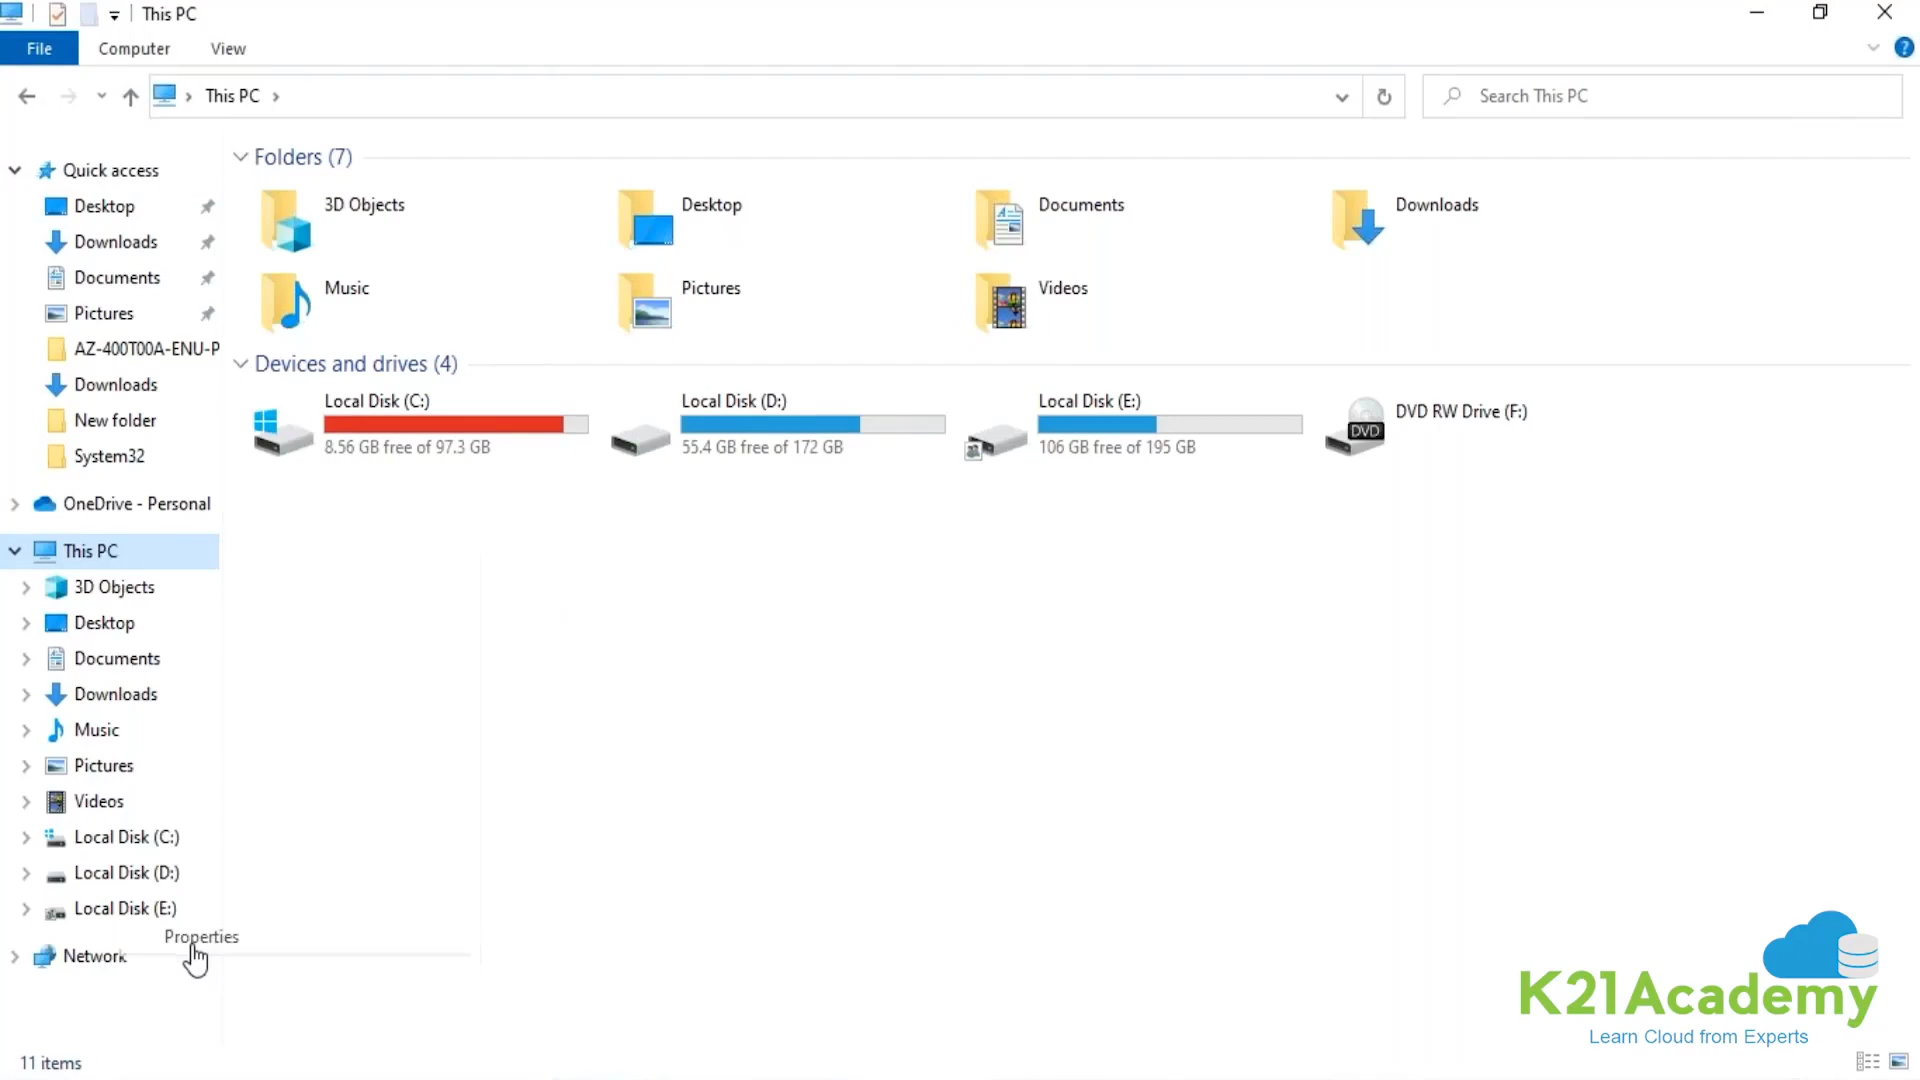 This PC
File
Computer
View
This PC
Search This PC
Quick access
Desktop
Downloads
Documents
Pictures
AZ-400T00A-ENU-P
Downloads
New folder
System32
OneDrive - Personal
This PC
3D Objects
Desktop
Documents
Downloads
Music
Pictures
Videos
Local Disk (C:)
Local Disk (D:)
Local Disk (E:)
Properties
Network
Folders (7)
3D Objects
Desktop
Documents
Downloads
Music
Pictures
Videos
Devices and drives (4)
Local Disk (C:)
8.56 GB free of 97.3 GB
Local Disk (D:)
55.4 GB free of 172 GB
Local Disk (E:)
106 GB free of 195 GB
DVD
DVD RW Drive (F:)
K21Academy
Learn Cloud from Experts
11 items